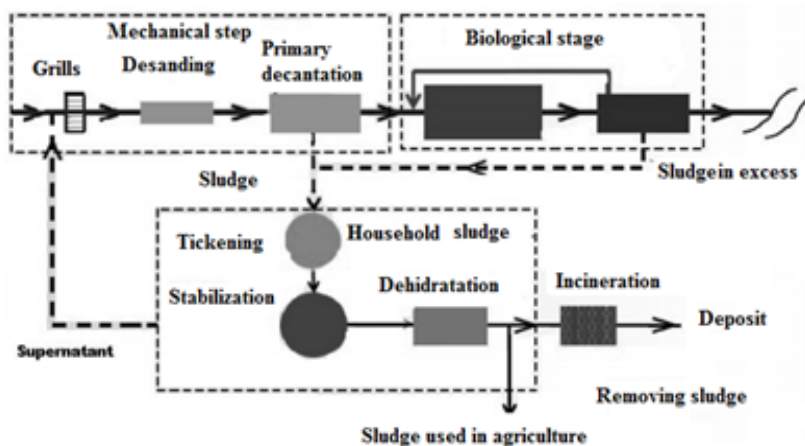 Mechanical step
Grills
Desanding
Primary
decantation
Biological stage
Sludge
Sludgein excess
Tickening
Household sludge
Stabilization
Dehidratation
Incineration
Deposit
Supernatant
Removing sludge
Sludge used in agriculture